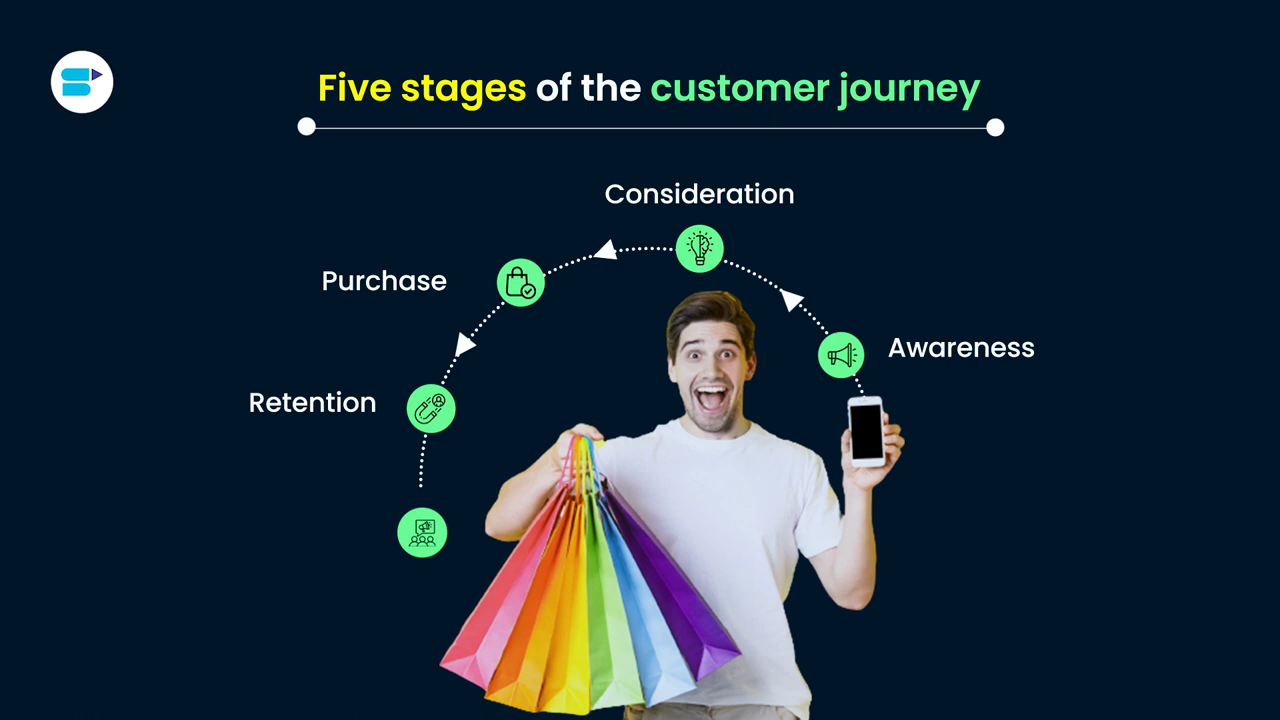 Five stages of the customer journey
Consideration
Purchase
Awareness
Retention